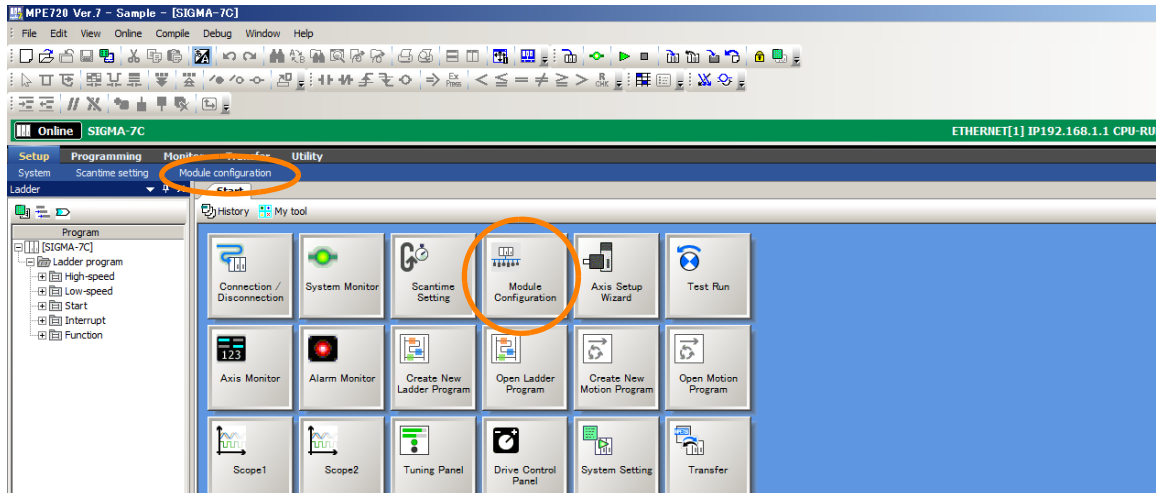 MPE720 Ver.7 - Sample - [SIGMA-7C]
File Edit View Online Compile Debug Window Help
Online SIGMA-7C ETHERNET[1] IP192.168.1.1 CPU-RU
Setup Programming Monitor Transfer Utility
System Scantime setting Module configuration
Ladder Start
History My tool
Program
[SIGMA-7C]
Ladder program
High-speed
Low-speed
Start
Interrupt
Function
Connection / Disconnection
System Monitor
Scantime Setting
Module Configuration
Axis Setup Wizard
Test Run
123
Axis Monitor
Alarm Monitor
Create New Ladder Program
Open Ladder Program
Create New Motion Program
Open Motion Program
Scope1
Scope2
Tuning Panel
Drive Control Panel
System Setting
Transfer